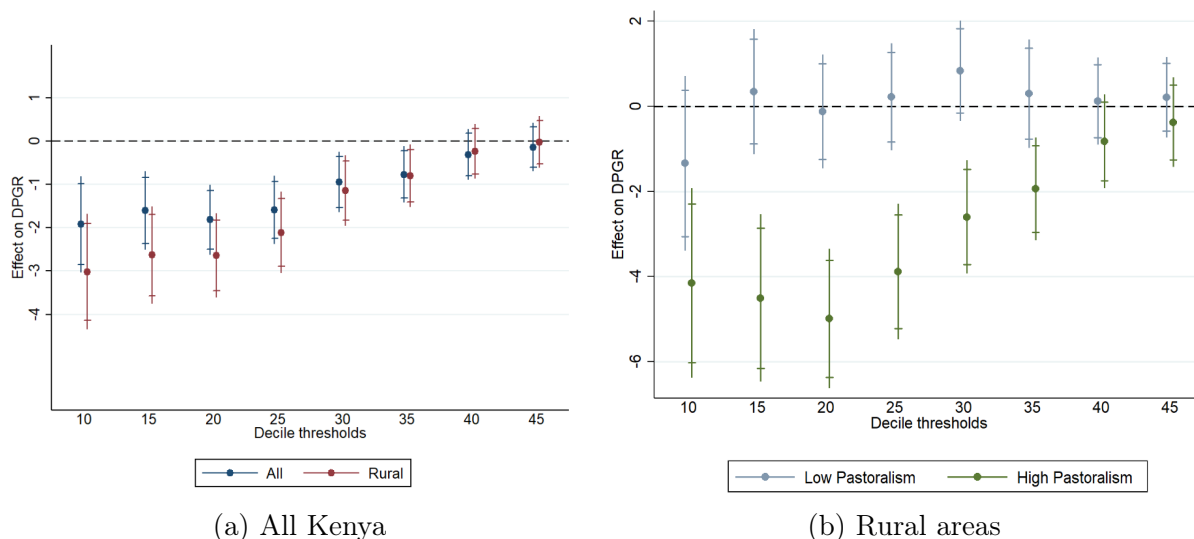 Effect on DPGR
1
0
-1
-2
-3
-4
10 15 20 25 30 35 40 45
Decile thresholds
All Rural
(a) All Kenya
Effect on DPGR
2
0
-2
-4
-6
10 15 20 25 30 35 40 45
Decile thresholds
Low Pastoralism High Pastoralism
(b) Rural areas